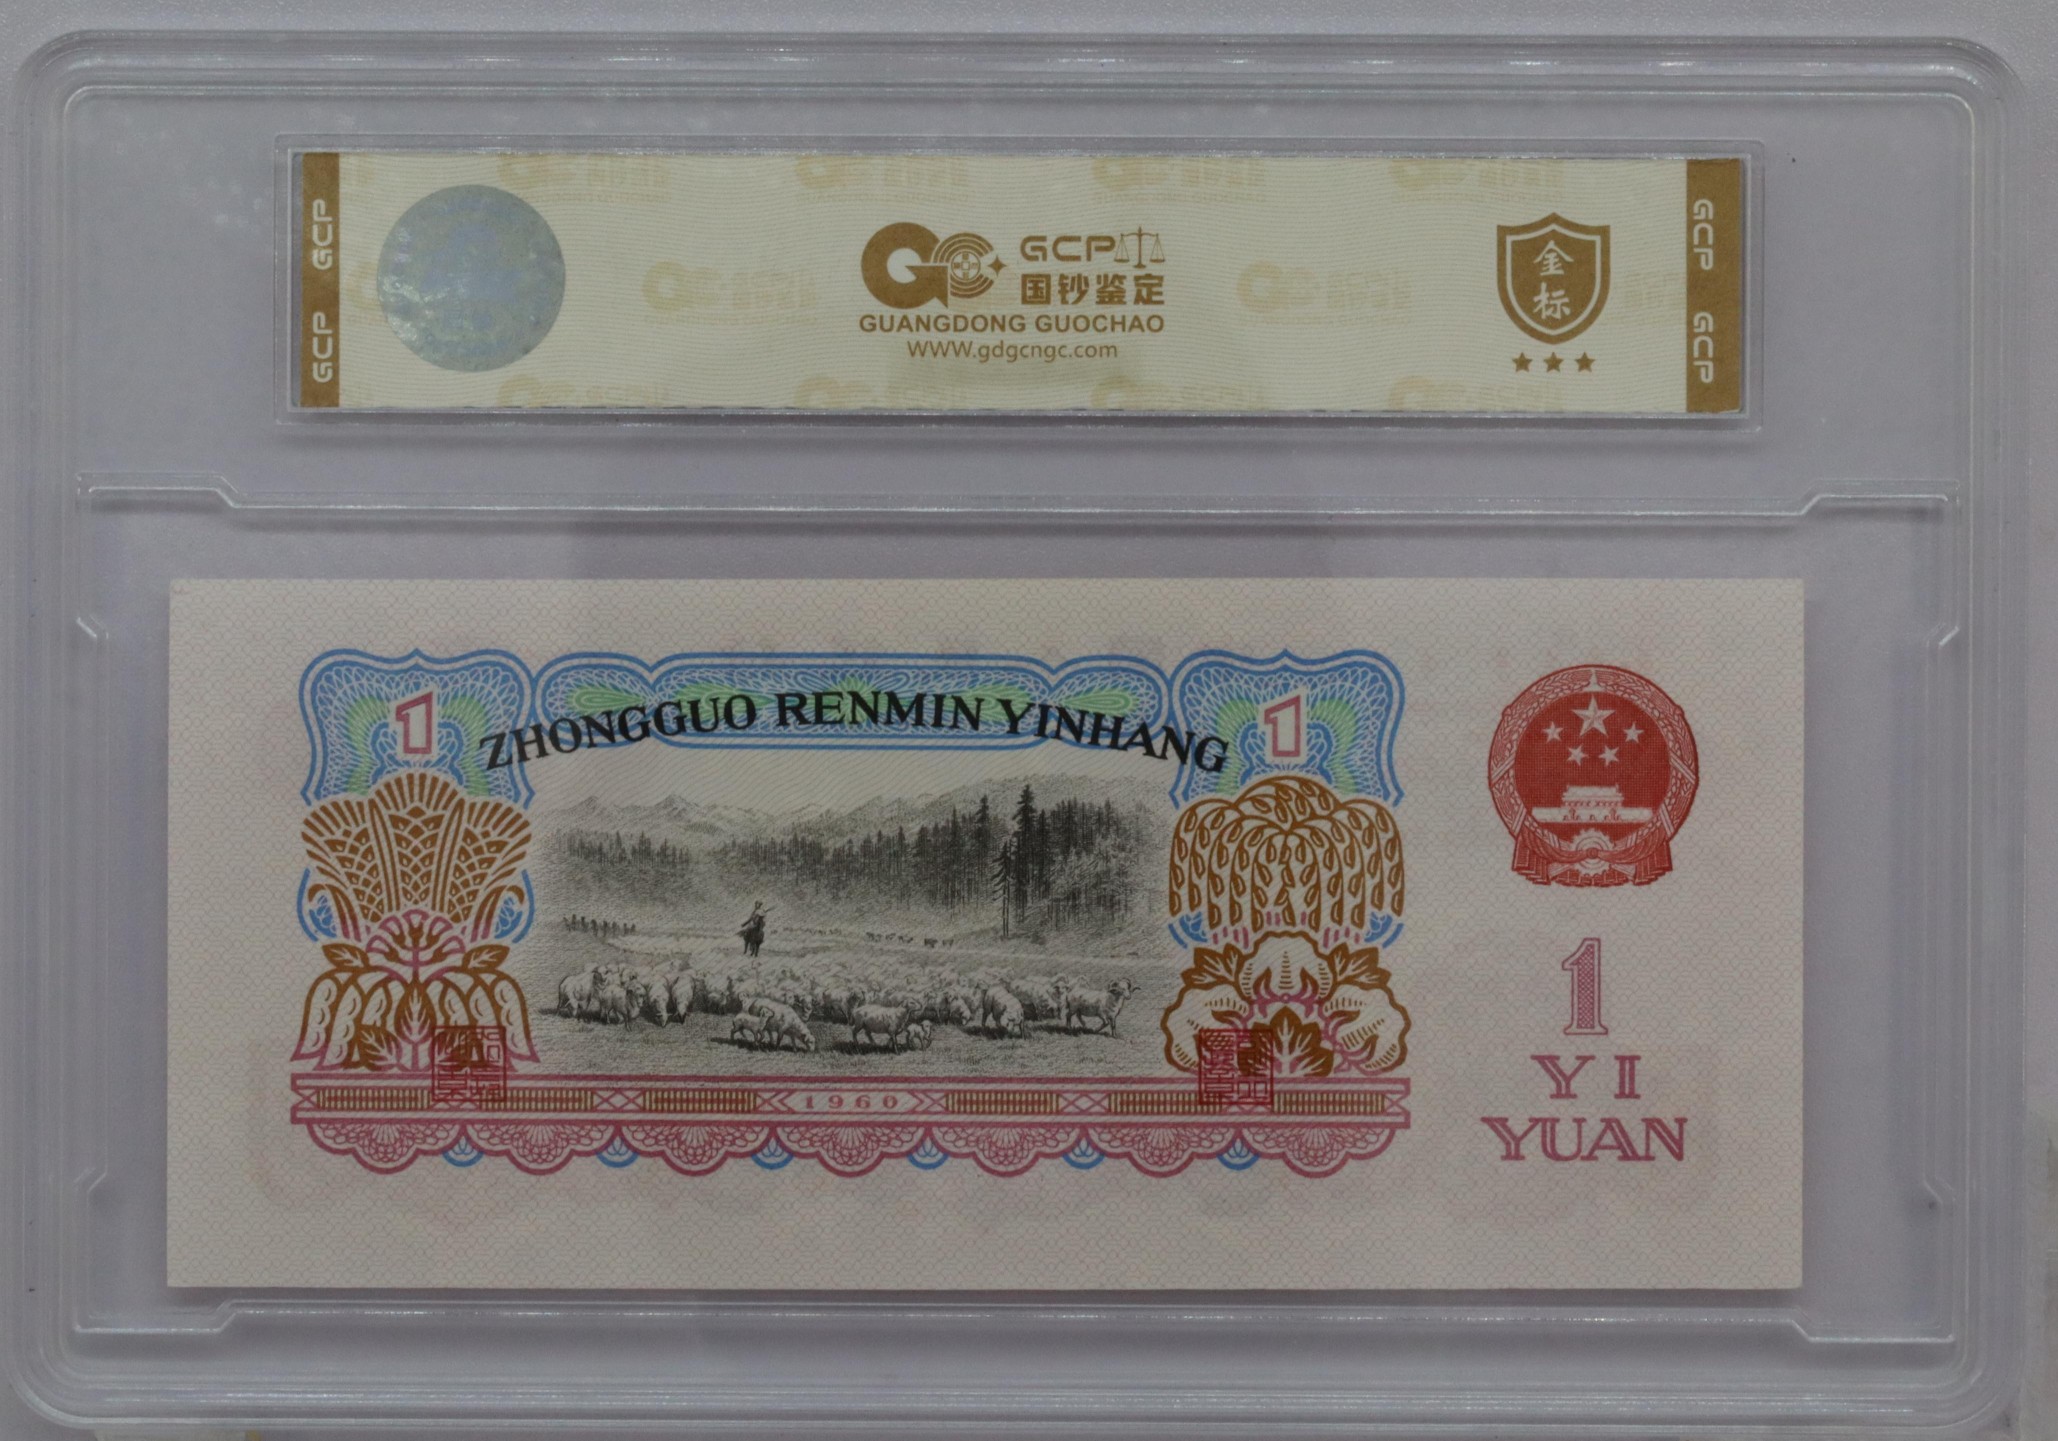 GCP GCP
GCP
国钞鉴定
GUANGDONG GUOCHAO
www.gdgcngc.com
金标
GCP GCP
1
ZHONGGUO RENMIN YINHANG
1
1960
1
YI
YUAN